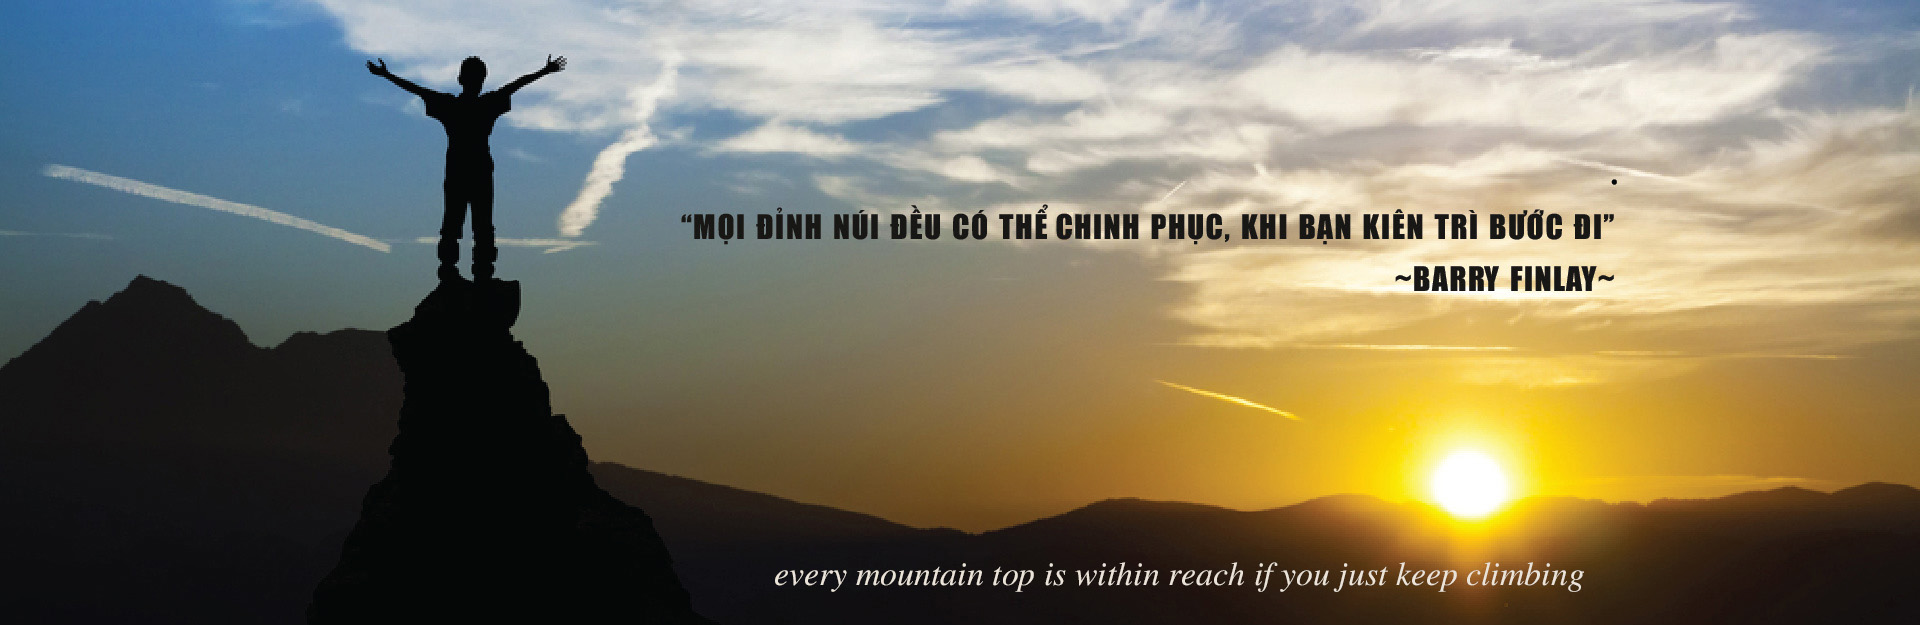 “MỌI ĐỈNH NÚI ĐỀU CÓ THỂ CHINH PHỤC, KHI BẠN KIÊN TRÌ BƯỚC ĐI”
~BARRY FINLAY~
every mountain top is within reach if you just keep climbing